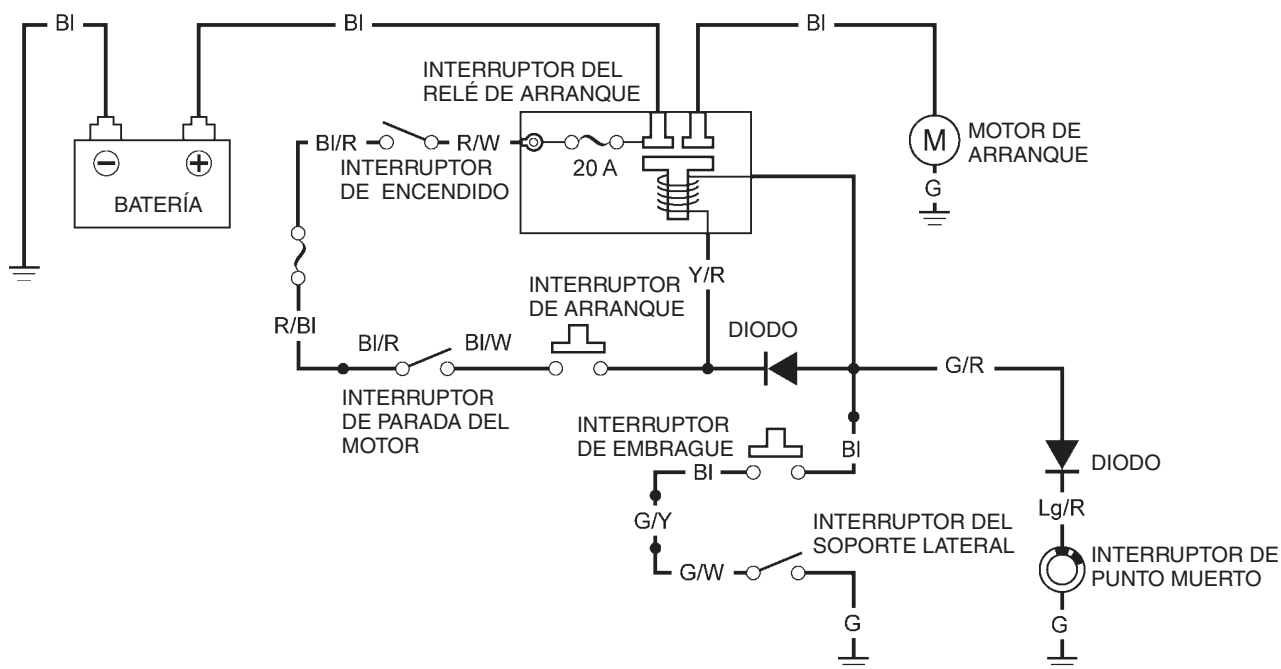 Bl
Bl
Bl
INTERRUPTOR DEL
RELÉ DE ARRANQUE
Bl/R
R/W
20 A
INTERRUPTOR
DE ENCENDIDO
M
MOTOR DE
ARRANQUE
G
BATERÍA
Y/R
INTERRUPTOR
DE ARRANQUE
R/Bl
Bl/R
Bl/W
DIODO
G/R
INTERRUPTOR
DE PARADA DEL
MOTOR
INTERRUPTOR
DE EMBRAGUE
Bl
Bl
DIODO
G/Y
Lg/R
INTERRUPTOR DEL
SOPORTE LATERAL
G/W
INTERRUPTOR DE
PUNTO MUERTO
G
G